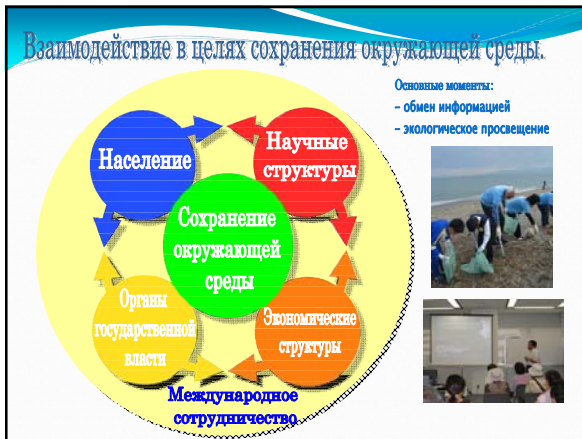 Взаимодействие в целях сохранения окружающей среды.
Основные моменты:
– обмен информацией
– экологическое просвещение
Население
Научные
структуры
Сохранение
окружающей
среды
Органы
государственной
власти
Экономические
структуры
Международное
сотрудничество